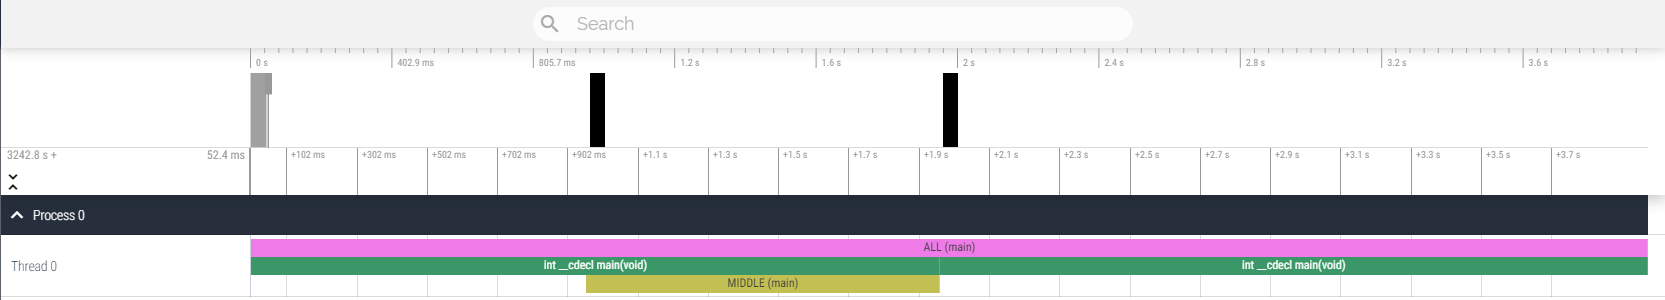 Search
0 s 402.9 ms 805.7 ms 1.2 s 1.6 s 2 s 2.4 s 2.8 s 3.2 s 3.6 s
3242.8 s + 52.4 ms +102 ms +302 ms +502 ms +702 ms +902 ms +1.1 s +1.3 s +1.5 s +1.7 s +1.9 s +2.1 s +2.3 s +2.5 s +2.7 s +2.9 s +3.1 s +3.3 s +3.5 s +3.7 s
Process 0
ALL (main)
Thread 0 int __cdecl main(void) int __cdecl main(void)
MIDDLE (main)